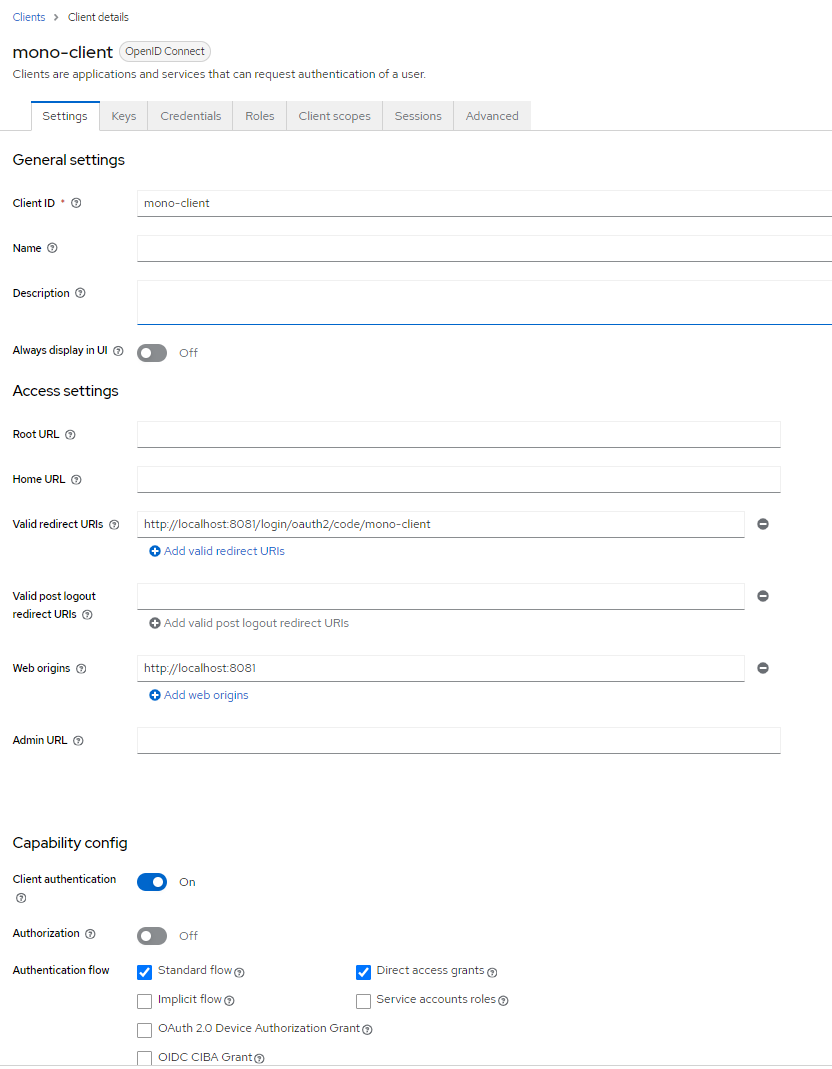 Clients > Client details
mono-client OpenID Connect
Clients are applications and services that can request authentication of a user.
Settings Keys Credentials Roles Client scopes Sessions Advanced
General settings
Client ID * mono-client
Name
Description
Always display in UI Off
Access settings
Root URL
Home URL
Valid redirect URIs http://localhost:8081/login/oauth2/code/mono-client
Add valid redirect URIs
Valid post logout
redirect URIs
Add valid post logout redirect URIs
Web origins http://localhost:8081
Add web origins
Admin URL
Capability config
Client authentication On
Authorization Off
Authentication flow Standard flow Direct access grants
Implicit flow Service accounts roles
OAuth 2.0 Device Authorization Grant
OIDC CIBA Grant